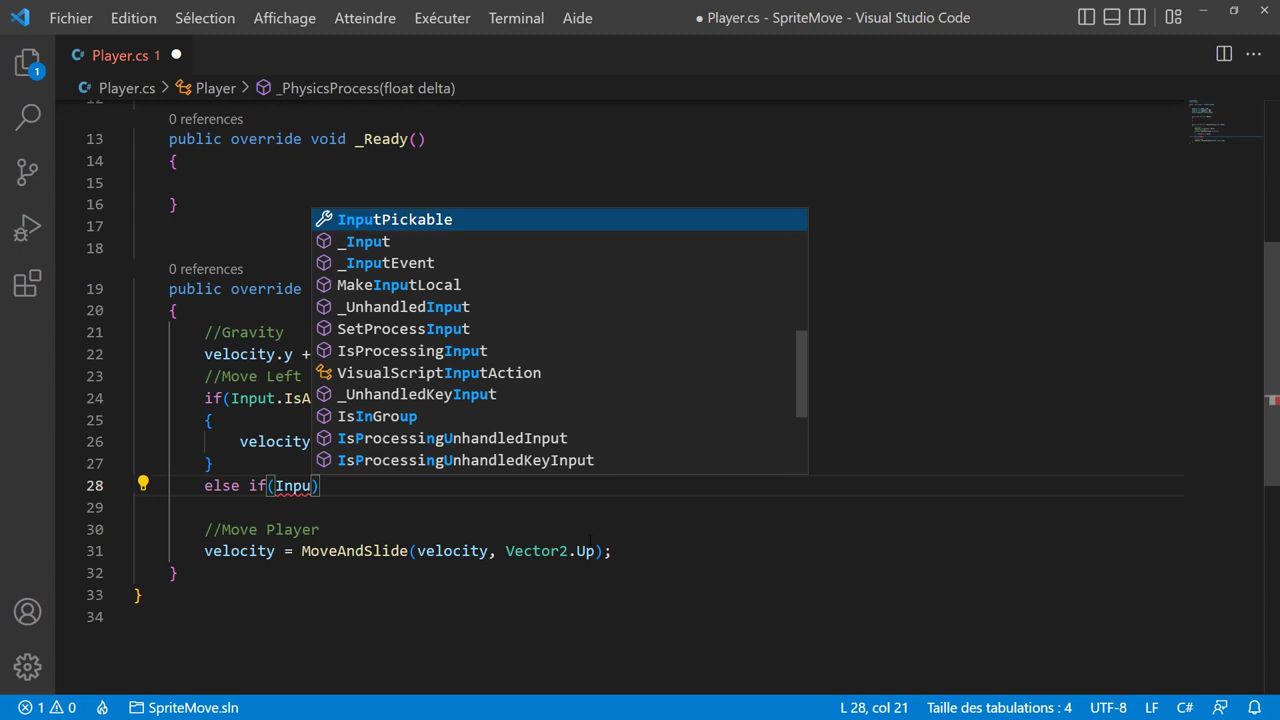 Fichier Edition Sélection Affichage Atteindre Exécuter Terminal Aide ● Player.cs - SpriteMove - Visual Studio Code
Player.cs 1
Player.cs > Player > _PhysicsProcess(float delta)
1
12
0 references
13 public override void _Ready()
14 {
15
16 }
17
18
0 references
19 public override
20 {
21 //Gravity
22 velocity.y +
23 //Move Left
24 if(Input.IsA
25 {
26 velocity
27 }
28 else if(Inpu)
29
30 //Move Player
31 velocity = MoveAndSlide(velocity, Vector2.Up);
32 }
33 }
34
InputPickable
_Input
_InputEvent
MakeInputLocal
_UnhandledInput
SetProcessInput
IsProcessingInput
VisualScriptInputAction
_UnhandledKeyInput
IsInGroup
IsProcessingUnhandledInput
IsProcessingUnhandledKeyInput
1 0 SpriteMove.sln L 28, col 21 Taille des tabulations : 4 UTF-8 LF C#